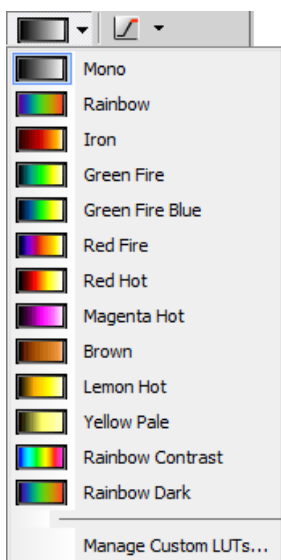 Mono
Rainbow
Iron
Green Fire
Green Fire Blue
Red Fire
Red Hot
Magenta Hot
Brown
Lemon Hot
Yellow Pale
Rainbow Contrast
Rainbow Dark
Manage Custom LUTs...